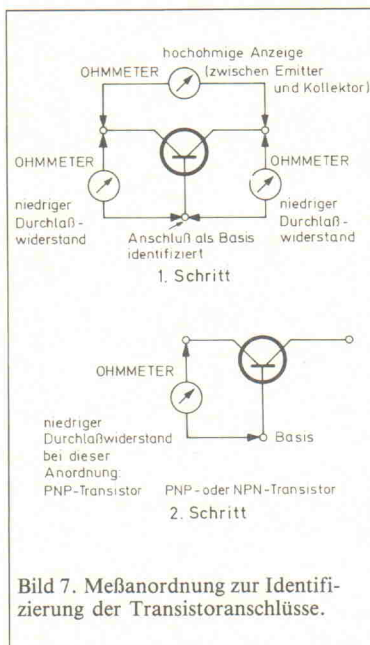 hochohmige Anzeige
OHMMETER
(zwischen Emitter
und Kollektor)
OHMMETER
OHMMETER
niedriger
Durchlaß-
widerstand
niedriger
Durchlaß-
widerstand
Anschluß als Basis
identifiziert
1. Schritt
OHMMETER
niedriger
Durchlaßwiderstand
bei dieser
Anordnung:
PNP-Transistor
Basis
PNP-oder NPN-Transistor
2. Schritt
Bild 7. Meßanordnung zur Identifi-
zierung der Transistoranschlüsse.